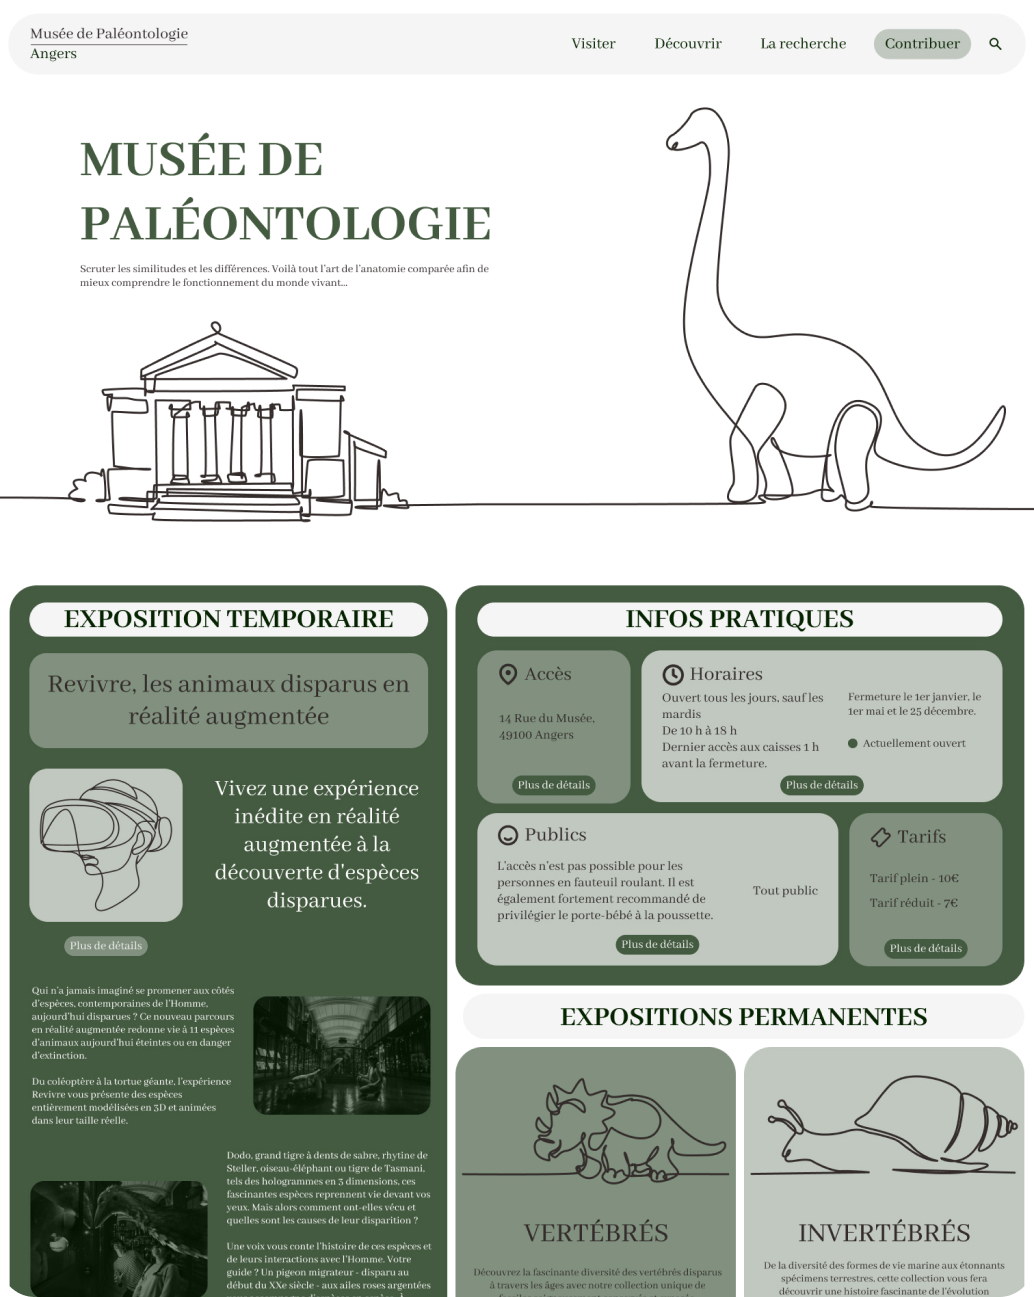 Musée de Paléontologie
Angers
Visiter
Découvrir
La recherche
Contribuer
MUSÉE DE
PALÉONTOLOGIE
Scruter les similitudes et les différences. Voilà tout l'art de l'anatomie comparée afin de
mieux comprendre le fonctionnement du monde vivant...
EXPOSITION TEMPORAIRE
Revivre, les animaux disparus en
réalité augmentée
Vivez une expérience
inédite en réalité
augmentée à la
découverte d'espèces
disparues.
Plus de détails
Qui n'a jamais imaginé se promener aux côtés
d'espèces, contemporaines de l'Homme,
aujourd'hui disparues ? Ce nouveau parcours
en réalité augmentée redonne vie à 11 espèces
d'animaux aujourd'hui éteintes ou en danger
d'extinction.
Du coléoptère à la tortue géante, l'expérience
Revivre vous présente des espèces
entièrement modélisées en 3D et animées
dans leur taille réelle.
Dodo, grand tigre à dents de sabre, rhytine de
Steller, oiseau-éléphant ou tigre de Tasmani,
tels des hologrammes en 3 dimensions, ces
fascinantes espèces reprennent vie devant vos
yeux. Mais alors comment ont-elles vécu et
quelles sont les causes de leur disparition ?
Une voix vous conte l'histoire de ces espèces et
de leurs interactions avec l'Homme. Votre
guide ? Un pigeon migrateur - disparu au
début du XXe siècle - aux ailes roses argentées
INFOS PRATIQUES
Accès
14 Rue du Musée,
49100 Angers
Plus de détails
Horaires
Ouvert tous les jours, sauf les
mardis
De 10 h à 18 h
Dernier accès aux caisses 1 h
avant la fermeture.
Fermeture le 1er janvier, le
1er mai et le 25 décembre.
Actuellement ouvert
Plus de détails
Publics
L'accès n'est pas possible pour les
personnes en fauteuil roulant. Il est
également fortement recommandé de
privilégier le porte-bébé à la poussette.
Tout public
Plus de détails
Tarifs
Tarif plein - 10€
Tarif réduit - 7€
Plus de détails
EXPOSITIONS PERMANENTES
VERTÉBRÉS
Découvrez la fascinante diversité des vertébrés disparus
à travers les âges avec notre collection unique de
INVERTÉBRÉS
De la diversité des formes de vie marine aux étonnants
spécimens terrestres, cette collection vous fera
découvrir une histoire fascinante de l'évolution